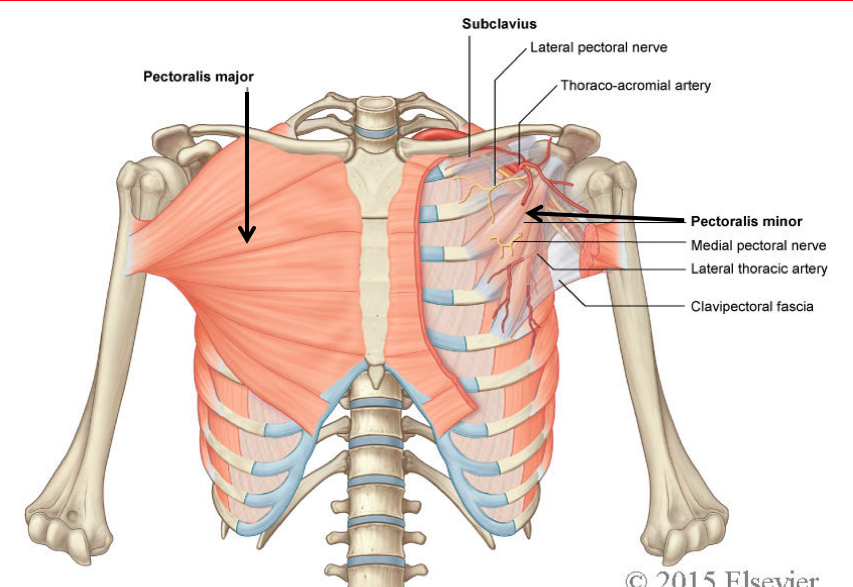 Subclavius
Lateral pectoral nerve
Pectoralis major
Thoraco-acromial artery
Pectoralis minor
Medial pectoral nerve
Lateral thoracic artery
Clavipectoral fascia
© 2015 Elsevier